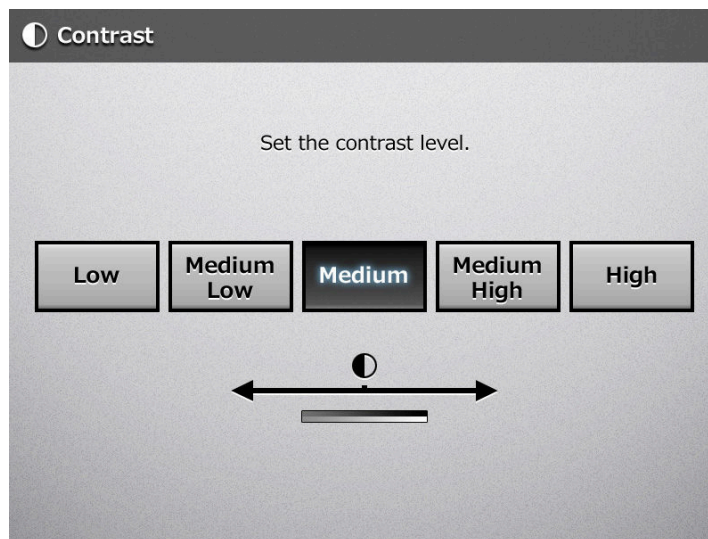 Contrast
Set the contrast level.
Low
Medium
Low
Medium
Medium
High
High